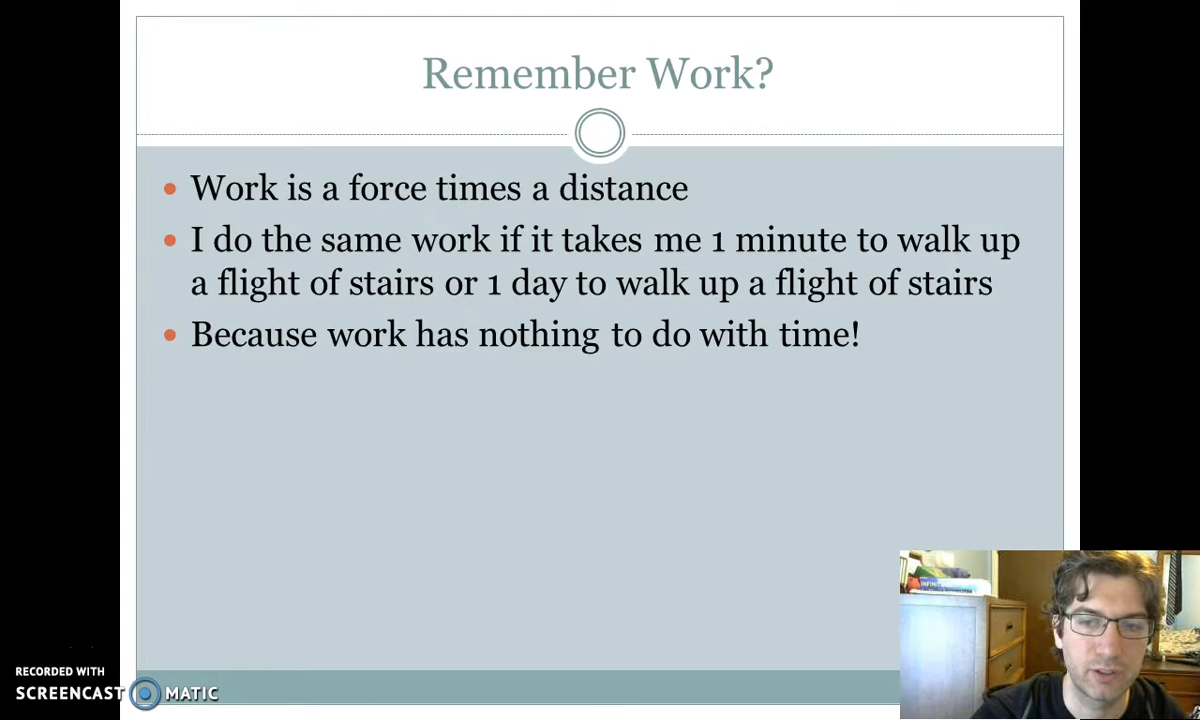 Remember Work?
Work is a force times a distance
I do the same work if it takes me 1 minute to walk up
a flight of stairs or 1 day to walk up a flight of stairs
Because work has nothing to do with time!
RECORDED WITH
SCREENCAST MATIC